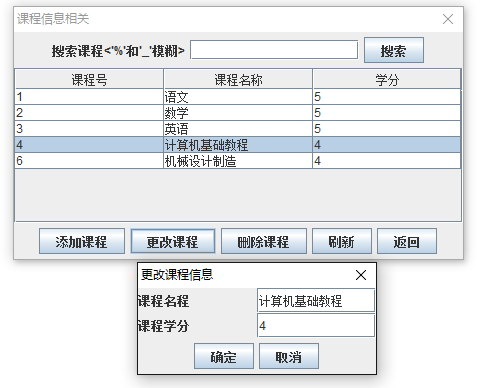 课程信息相关
搜索课程<'%'和'_'模糊> 搜索
课程号 课程名称 学分
1 语文 5
2 数学 5
3 英语 5
4 计算机基础教程 4
6 机械设计制造 4
添加课程 更改课程 删除课程 刷新 返回
更改课程信息
课程名程 计算机基础教程
课程学分 4
确定 取消